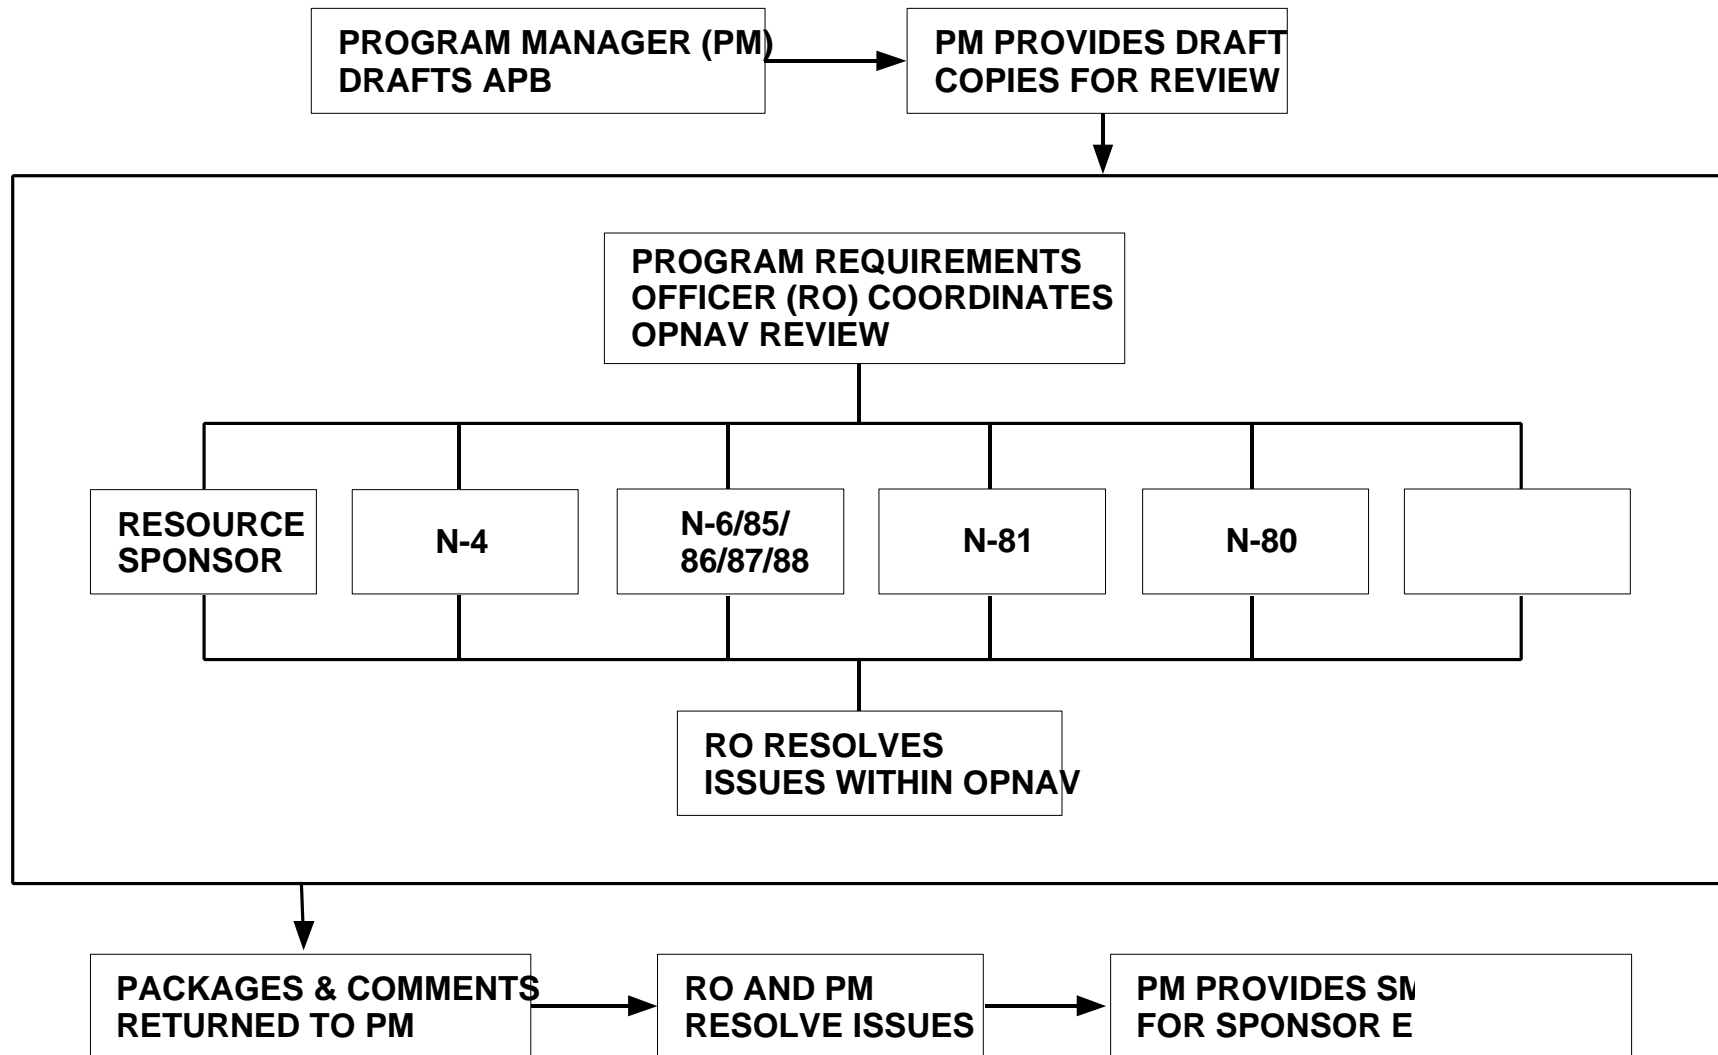 PROGRAM MANAGER (PM)
DRAFTS APB
PM PROVIDES DRAFT
COPIES FOR REVIEW
PROGRAM REQUIREMENTS
OFFICER (RO) COORDINATES
OPNAV REVIEW
RESOURCE
SPONSOR
N-4
N-6/85/
86/87/88
N-81
N-80
RO RESOLVES
ISSUES WITHIN OPNAV
PACKAGES & COMMENTS
RETURNED TO PM
RO AND PM
RESOLVE ISSUES
PM PROVIDES
FOR SPONSOR